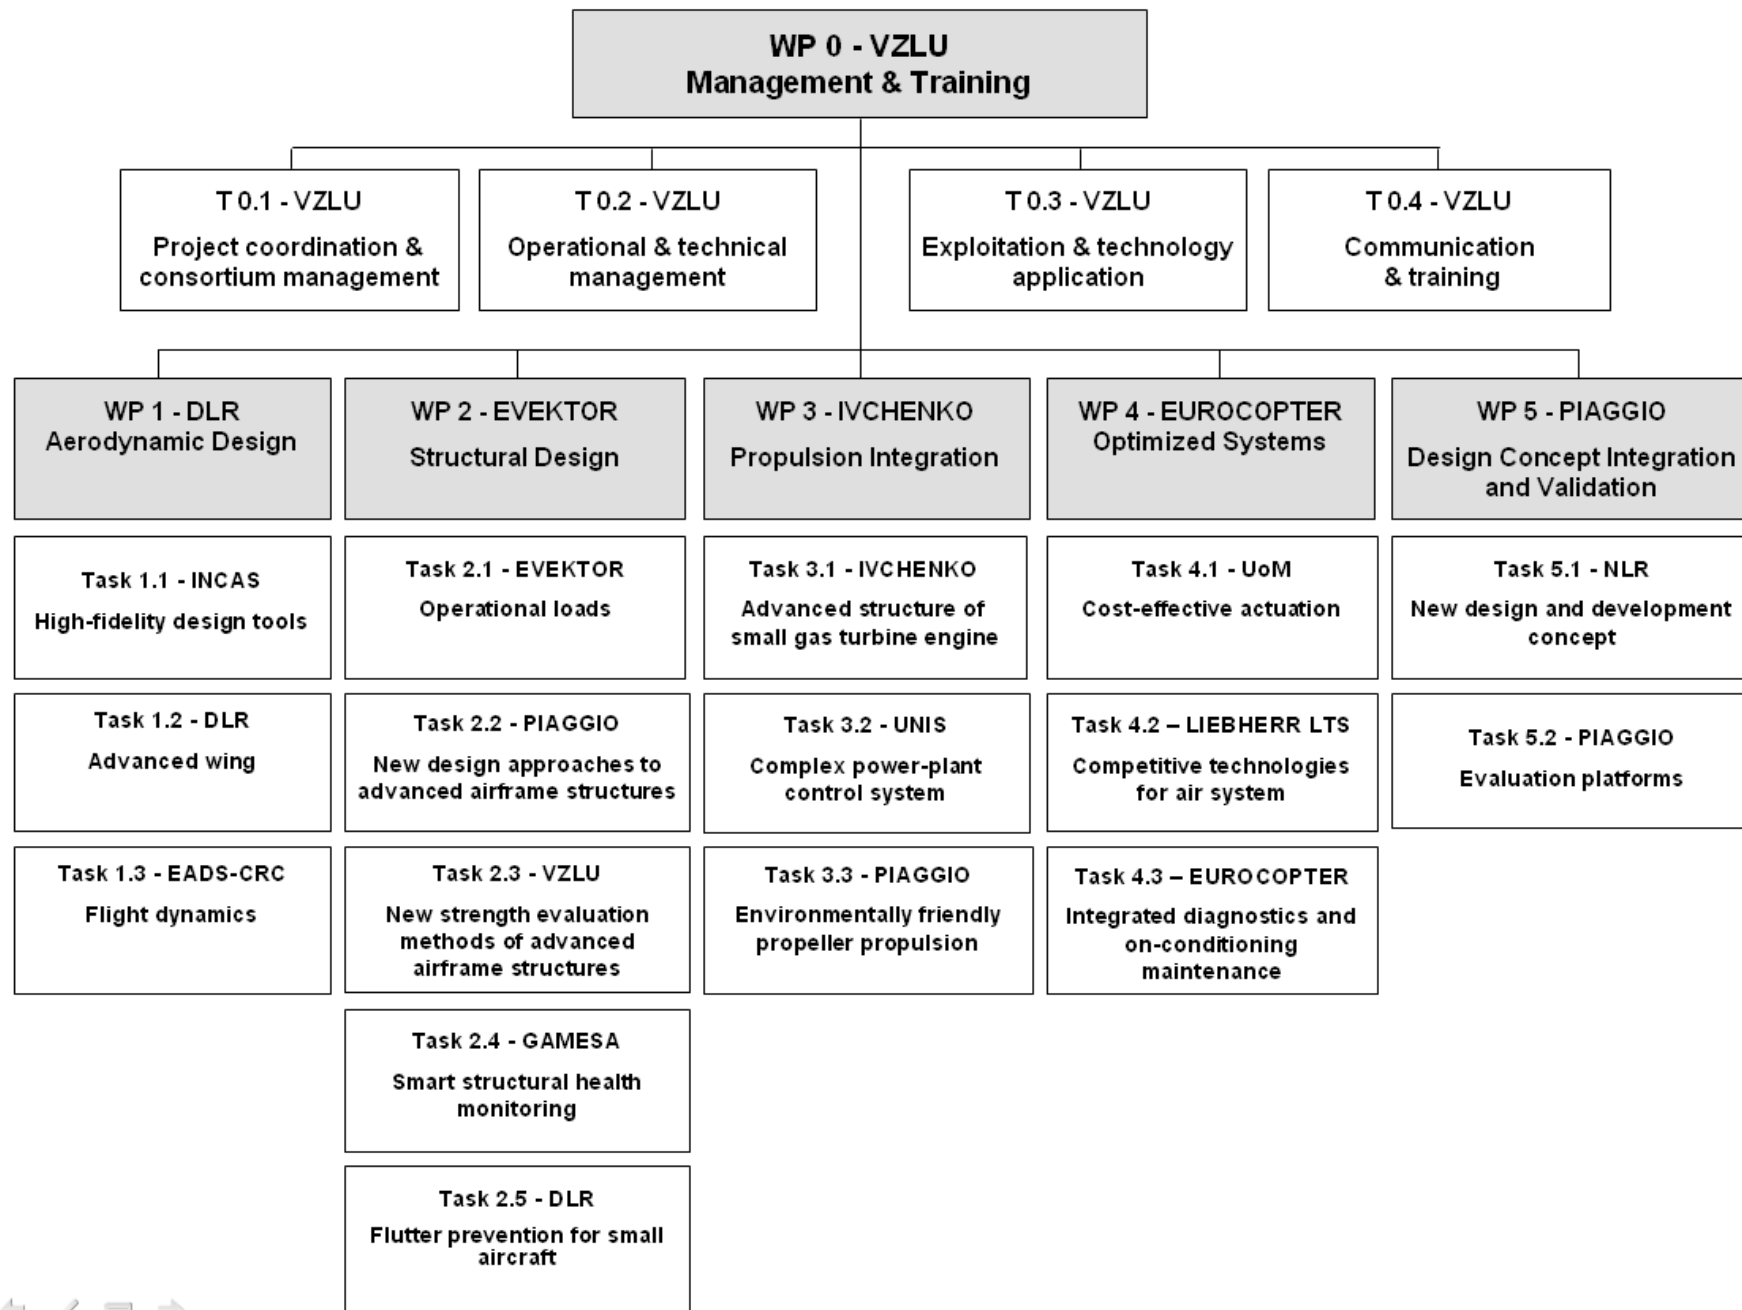 WP 0 - VZLU
Management & Training
T 0.1 - VZLU
Project coordination &
consortium management
T 0.2 - VZLU
Operational & technical
management
T 0.3 - VZLU
Exploitation & technology
application
T 0.4 - VZLU
Communication
& training
WP 1 - DLR
Aerodynamic Design
WP 2 - EVEKTOR
Structural Design
WP 3 - IVCHENKO
Propulsion Integration
WP 4 - EUROCOPTER
Optimized Systems
WP 5 - PIAGGIO
Design Concept Integration
and Validation
Task 1.1 - INCAS
High-fidelity design tools
Task 2.1 - EVEKTOR
Operational loads
Task 3.1 - IVCHENKO
Advanced structure of
small gas turbine engine
Task 4.1 - UoM
Cost-effective actuation
Task 5.1 - NLR
New design and development
concept
Task 1.2 - DLR
Advanced wing
Task 2.2 - PIAGGIO
New design approaches to
advanced airframe structures
Task 3.2 - UNIS
Complex power-plant
control system
Task 4.2 – LIEBHERR LTS
Competitive technologies
for air system
Task 5.2 - PIAGGIO
Evaluation platforms
Task 1.3 - EADS-CRC
Flight dynamics
Task 2.3 - VZLU
New strength evaluation
methods of advanced
airframe structures
Task 3.3 - PIAGGIO
Environmentally friendly
propeller propulsion
Task 4.3 – EUROCOPTER
Integrated diagnostics and
on-conditioning
maintenance
Task 2.4 - GAMESA
Smart structural health
monitoring
Task 2.5 - DLR
Flutter prevention for small
aircraft